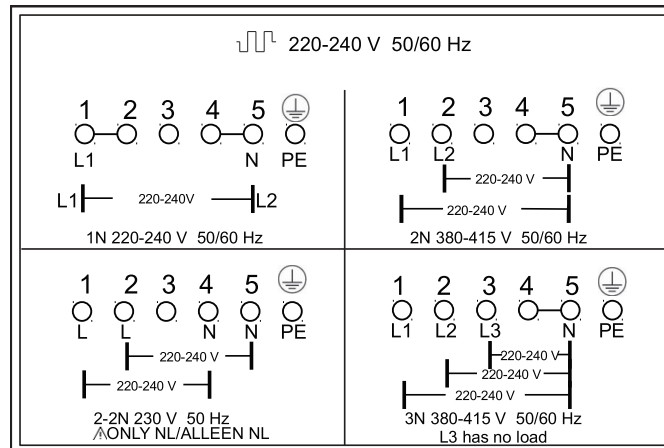 220-240 V 50/60 Hz
1 2 3 4 5
L1 N PE
L1 220-240V L2
1N 220-240 V 50/60 Hz
1 2 3 4 5
L1 L2 N PE
220-240 V
220-240 V
2N 380-415 V 50/60 Hz
1 2 3 4 5
L L N N PE
220-240 V
220-240 V
2-2N 230 V 50 Hz
⚠ONLY NL/ALLEEN NL
1 2 3 4 5
L1 L2 L3 N PE
220-240 V
220-240 V
220-240 V
3N 380-415 V 50/60 Hz
L3 has no load